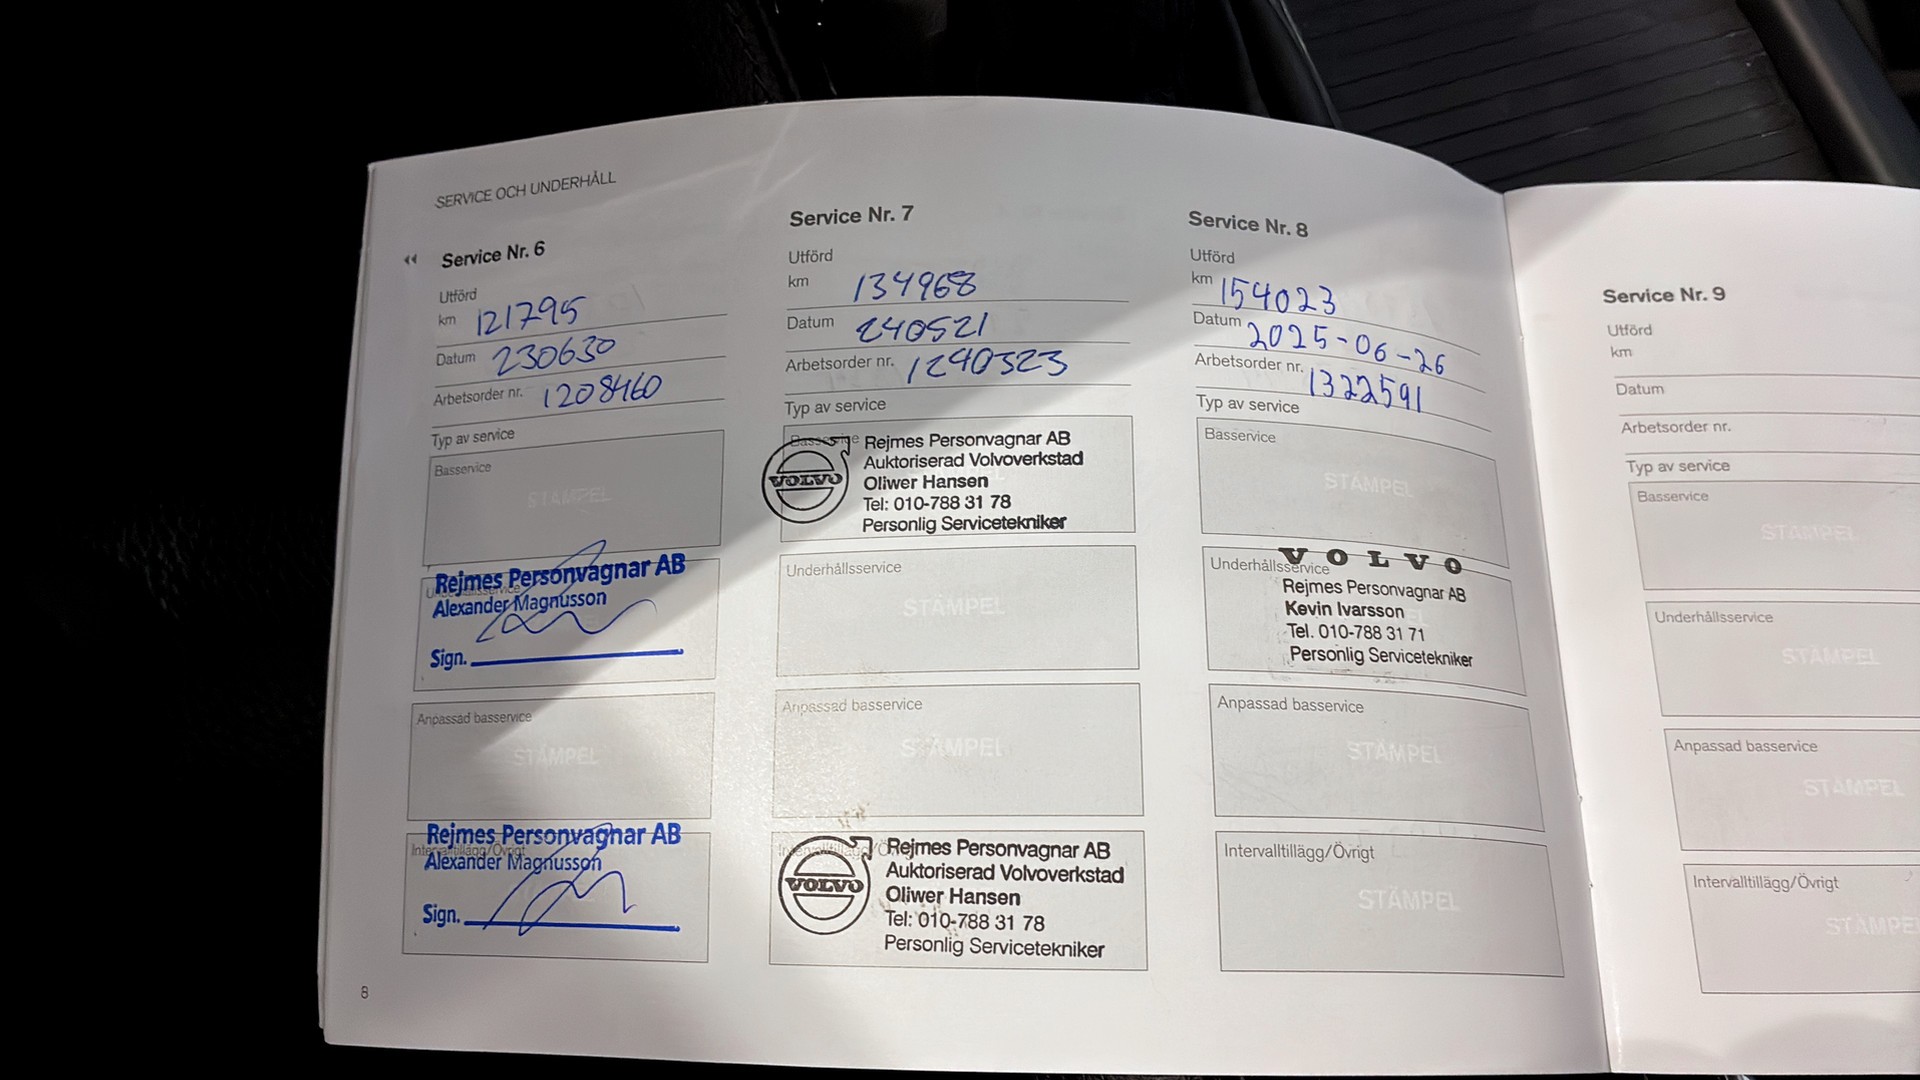 SERVICE OCH UNDERHÅLL
Service Nr. 6
Utförd
km 121795
Datum 230630
Arbetsorder nr. 1208460
Typ av service
Basservice
STÄMPEL
Underhållsservice
Rejmes Personvagnar AB
Alexander Magnusson
Sign.
Anpassad basservice
STÄMPEL
Rejmes Personvagnar AB
Intervalltillägg/Övrigt
Alexander Magnusson
Sign.
8
Service Nr. 7
Utförd
km 134968
Datum 240521
Arbetsorder nr. 1240323
Typ av service
Basservice
VOLVO
Rejmes Personvagnar AB
Auktoriserad Volvoverkstad
Oliwer Hansen
Tel: 010-788 31 78
Personlig Servicetekniker
Underhållsservice
STÄMPEL
Anpassad basservice
STÄMPEL
Intervalltillägg/Övrigt
VOLVO
Rejmes Personvagnar AB
Auktoriserad Volvoverkstad
Oliwer Hansen
Tel: 010-788 31 78
Personlig Servicetekniker
Service Nr. 8
Utförd
km 154023
Datum 2025-06-26
Arbetsorder nr. 1322591
Typ av service
Basservice
STÄMPEL
Underhållsservice
VOLVO
Rejmes Personvagnar AB
Kevin Ivarsson
Tel. 010-788 31 71
Personlig Servicetekniker
Anpassad basservice
STÄMPEL
Intervalltillägg/Övrigt
STÄMPEL
Service Nr. 9
Utförd
km
Datum
Arbetsorder nr.
Typ av service
Basservice
STÄMPEL
Underhållsservice
STÄMPEL
Anpassad basservice
STÄMPEL
Intervalltillägg/Övrigt
STÄMPEL